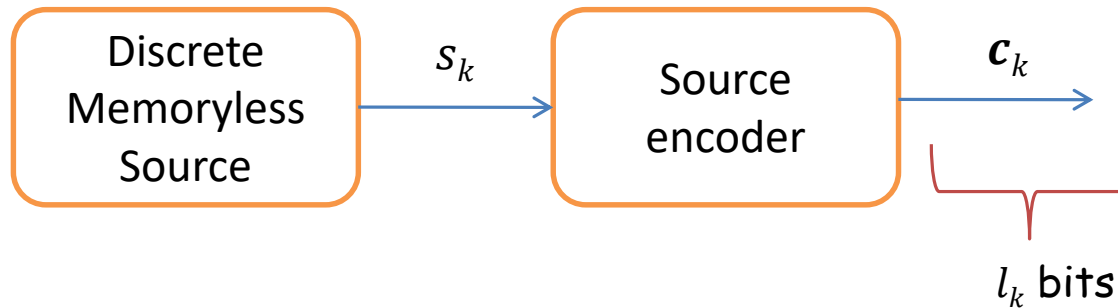 Discrete
Memoryless
Source
s_k
Source
encoder
c_k
l_k bits